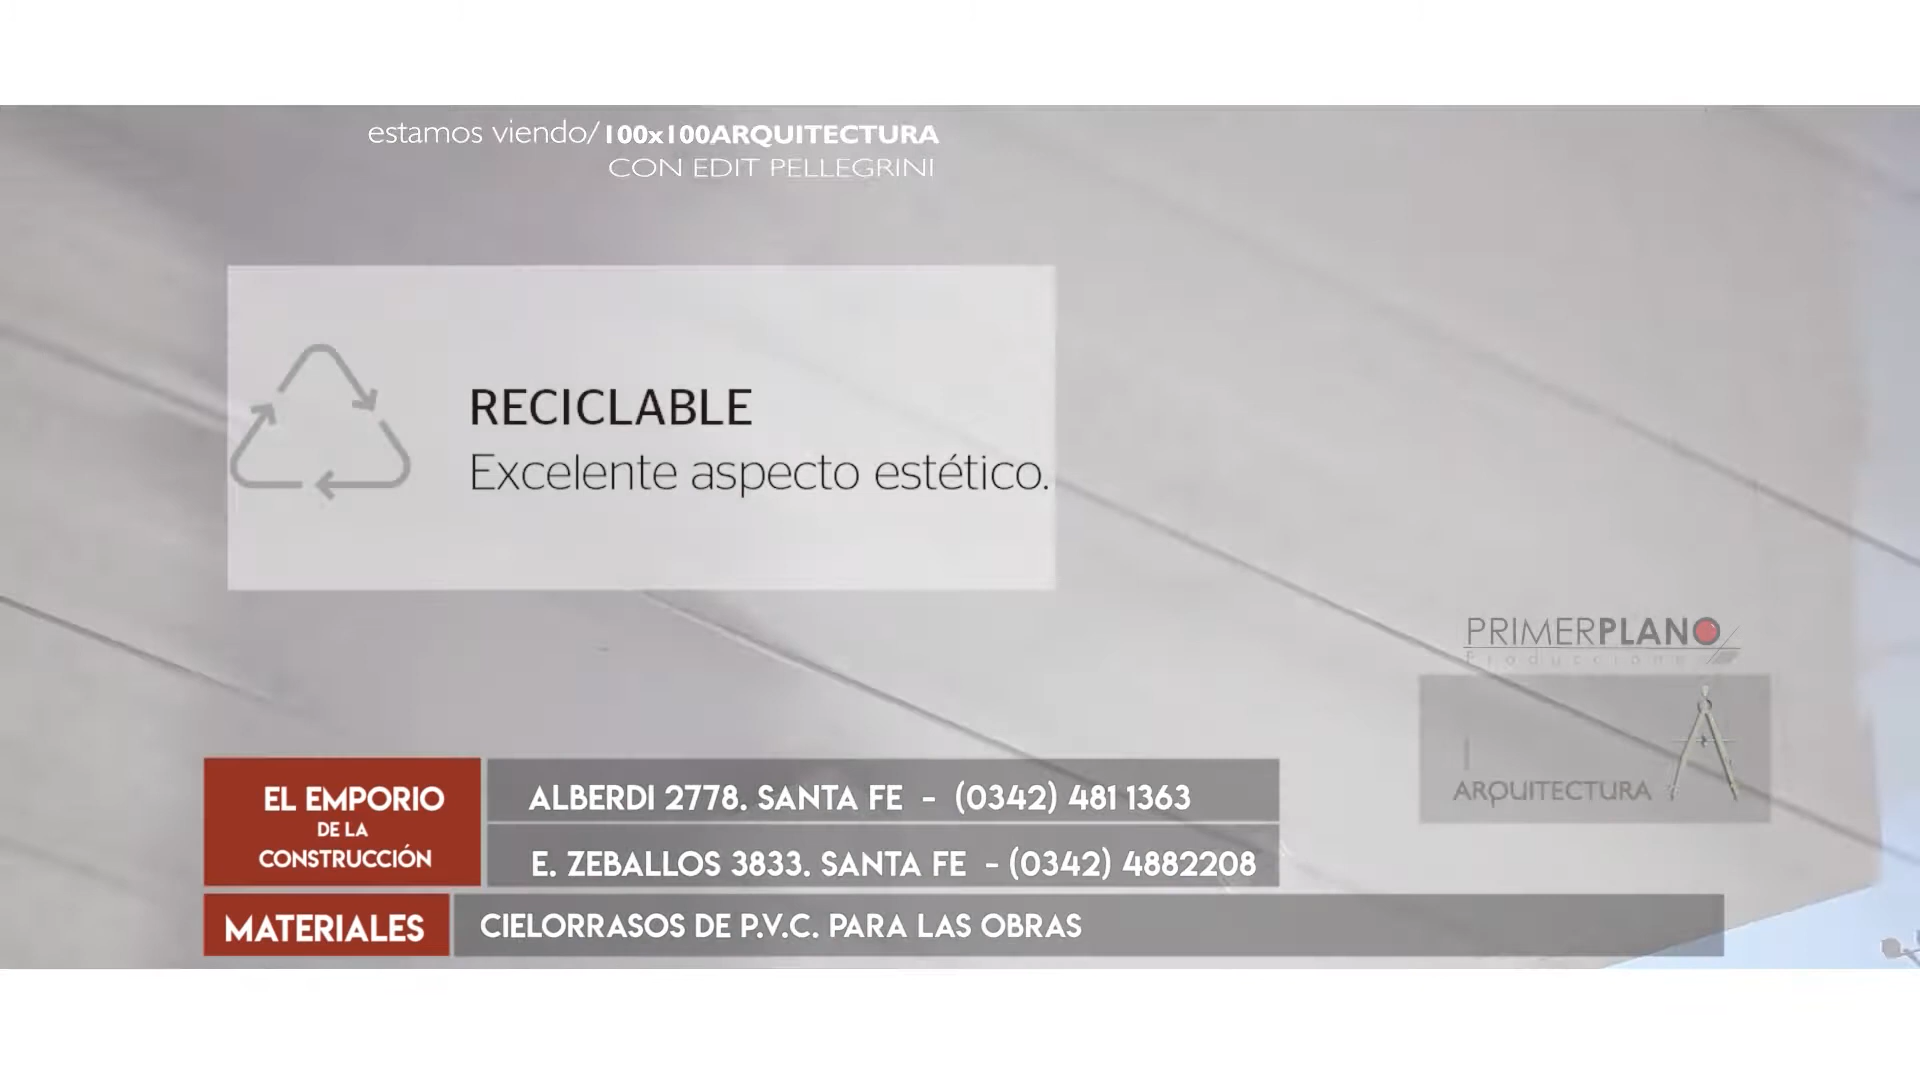 estamos viendo/100x100ARQUITECTURA
CON EDIT PELLEGRINI
RECICLABLE
Excelente aspecto estético.
PRIMERPLANO
ARQUITECTURA
EL EMPORIO
DE LA
CONSTRUCCIÓN
ALBERDI 2778. SANTA FE - (0342) 481 1363
E. ZEBALLOS 3833. SANTA FE - (0342) 4882208
MATERIALES
CIELORRASOS DE P.V.C. PARA LAS OBRAS